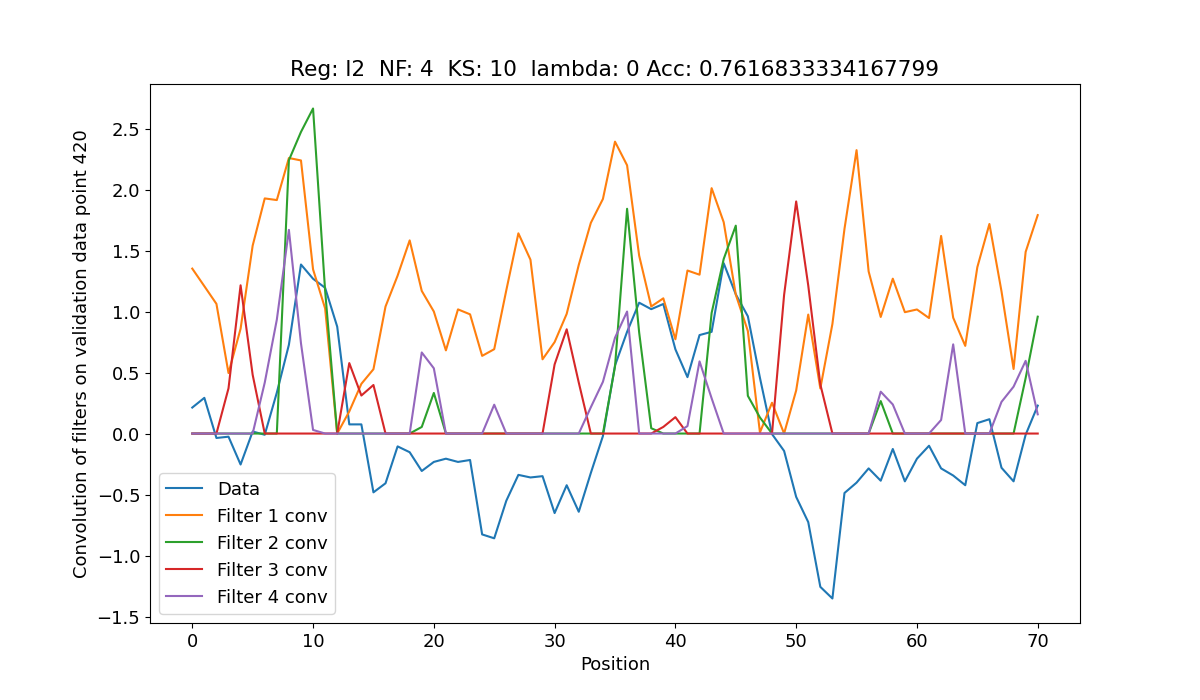 Reg: l2  NF: 4  KS: 10  lambda: 0 Acc: 0.7616833334167799
Convolution of filters on validation data point 420
2.5
2.0
1.5
1.0
0.5
0.0
−0.5
−1.0
−1.5
Data
Filter 1 conv
Filter 2 conv
Filter 3 conv
Filter 4 conv
0 10 20 30 40 50 60 70
Position